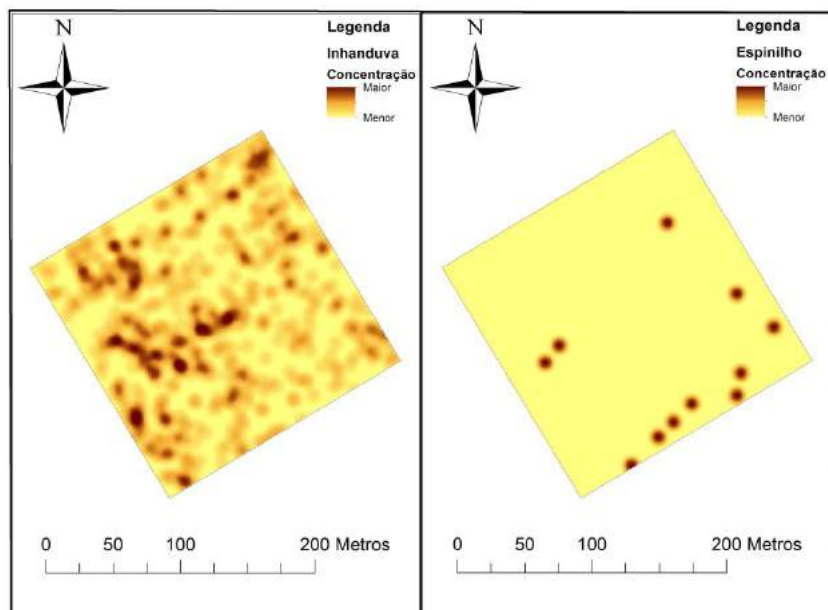 N
Legenda
Inhanduva
Concentração
Maior
Menor
0 50 100 200 Metros
N
Legenda
Espinilho
Concentração
Maior
Menor
0 50 100 200 Metros